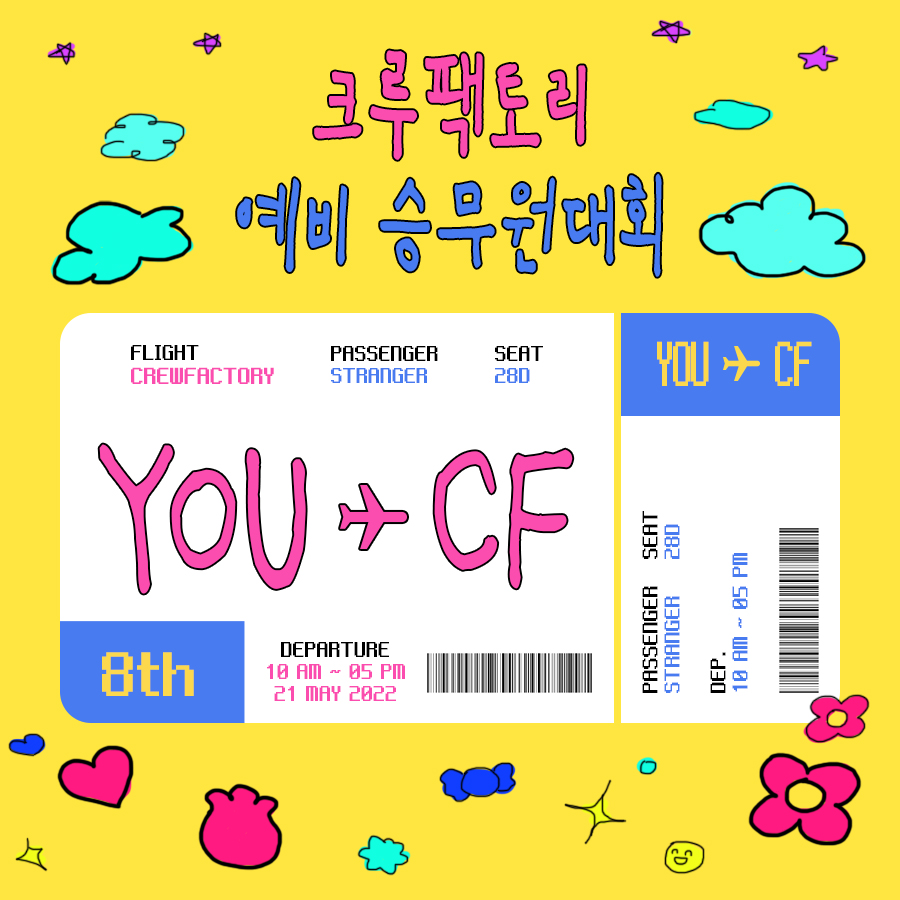 크루팩토리
예비 승무원대회
FLIGHT
CREWFACTORY
PASSENGER
STRANGER
SEAT
28D
YOU CF
8th
DEPARTURE
10 AM ~ 05 PM
21 MAY 2022
YOU CF
PASSENGER SEAT
STRANGER 28D
DEP.
10 AM ~ 05 PM